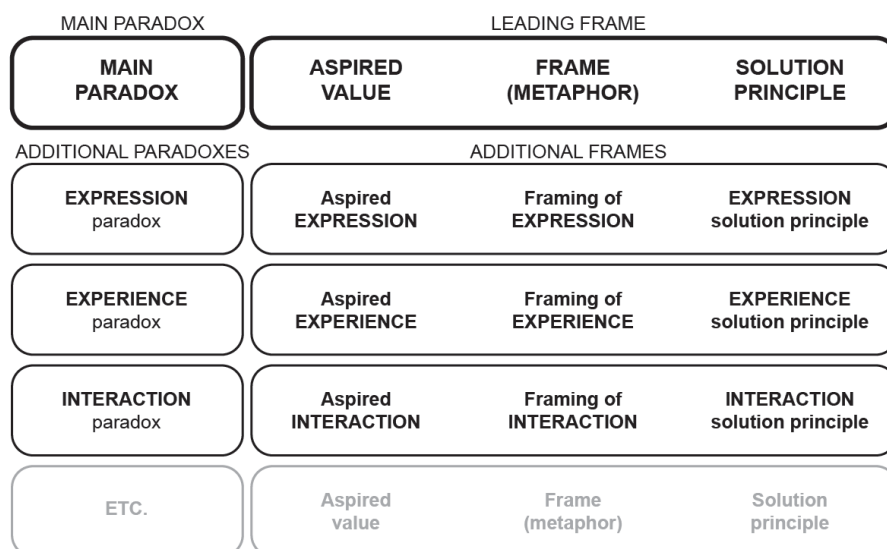 MAIN PARADOX
LEADING FRAME
MAIN
PARADOX
ASPIRED
VALUE
FRAME
(METAPHOR)
SOLUTION
PRINCIPLE
ADDITIONAL PARADOXES
ADDITIONAL FRAMES
EXPRESSION
paradox
Aspired
EXPRESSION
Framing of
EXPRESSION
EXPRESSION
solution principle
EXPERIENCE
paradox
Aspired
EXPERIENCE
Framing of
EXPERIENCE
EXPERIENCE
solution principle
INTERACTION
paradox
Aspired
INTERACTION
Framing of
INTERACTION
INTERACTION
solution principle
ETC.
Aspired
value
Frame
(metaphor)
Solution
principle